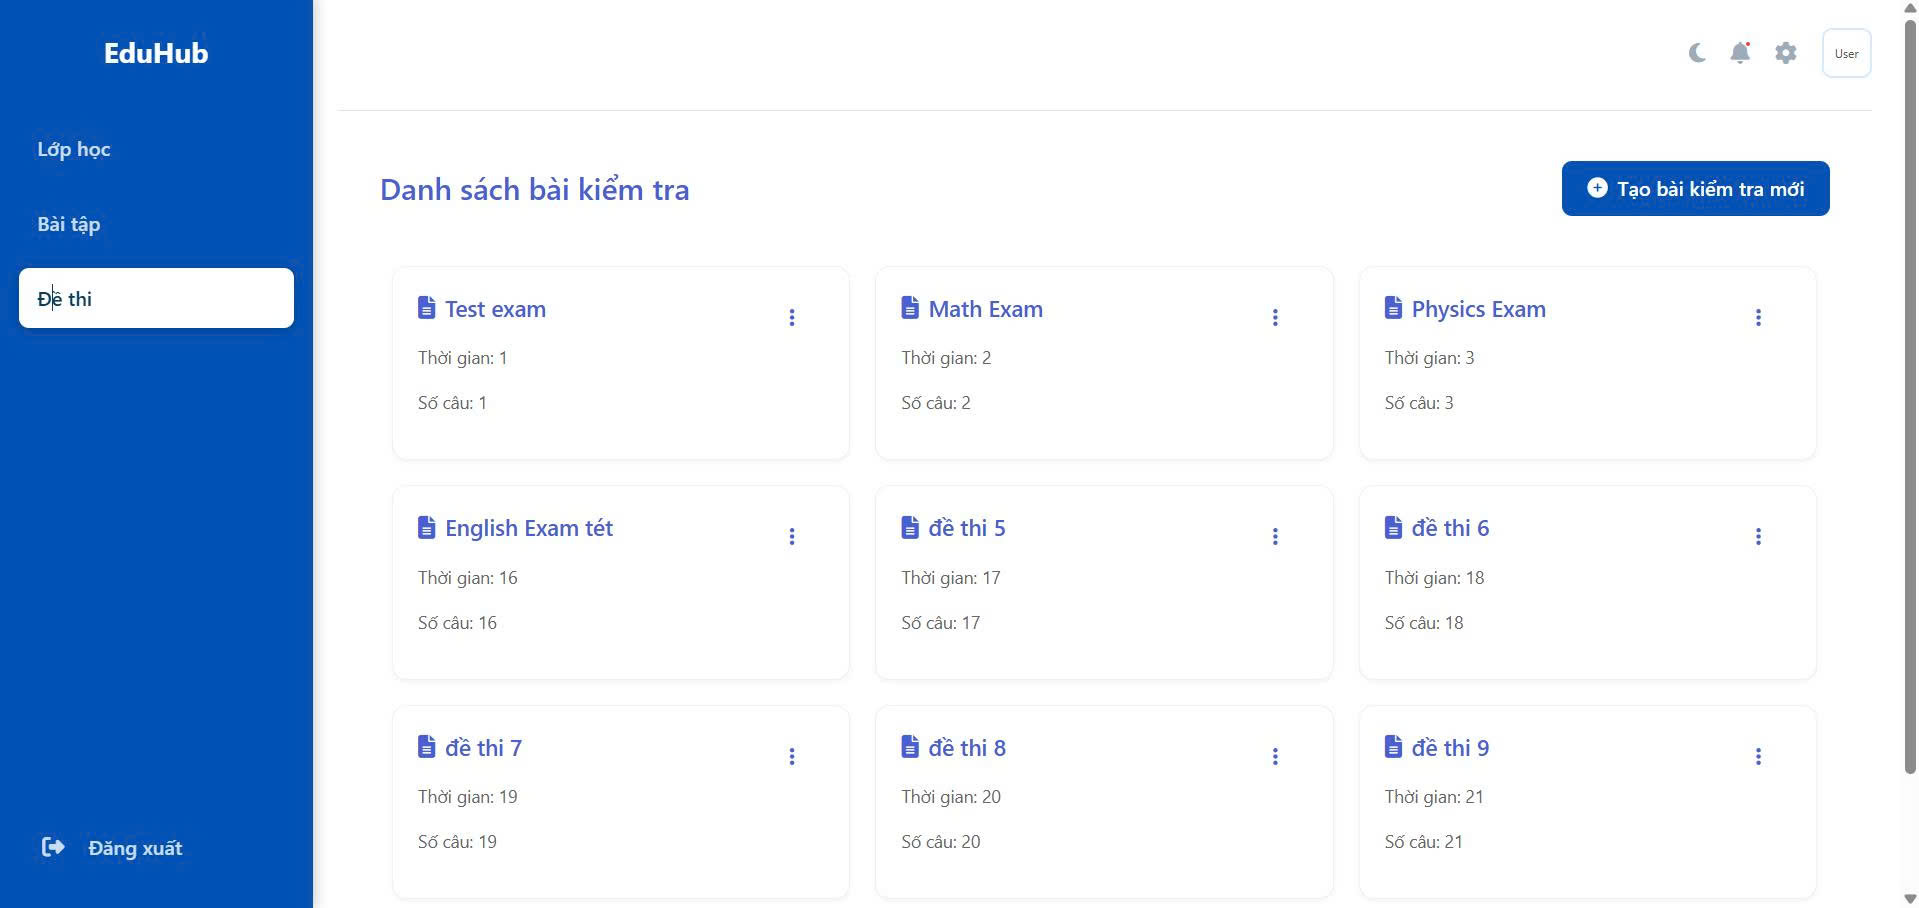 EduHub
User
Lớp học
Bài tập
Đề thi
Đăng xuất
Danh sách bài kiểm tra
Tạo bài kiểm tra mới
Test exam
Thời gian: 1
Số câu: 1
Math Exam
Thời gian: 2
Số câu: 2
Physics Exam
Thời gian: 3
Số câu: 3
English Exam tét
Thời gian: 16
Số câu: 16
đề thi 5
Thời gian: 17
Số câu: 17
đề thi 6
Thời gian: 18
Số câu: 18
đề thi 7
Thời gian: 19
Số câu: 19
đề thi 8
Thời gian: 20
Số câu: 20
đề thi 9
Thời gian: 21
Số câu: 21